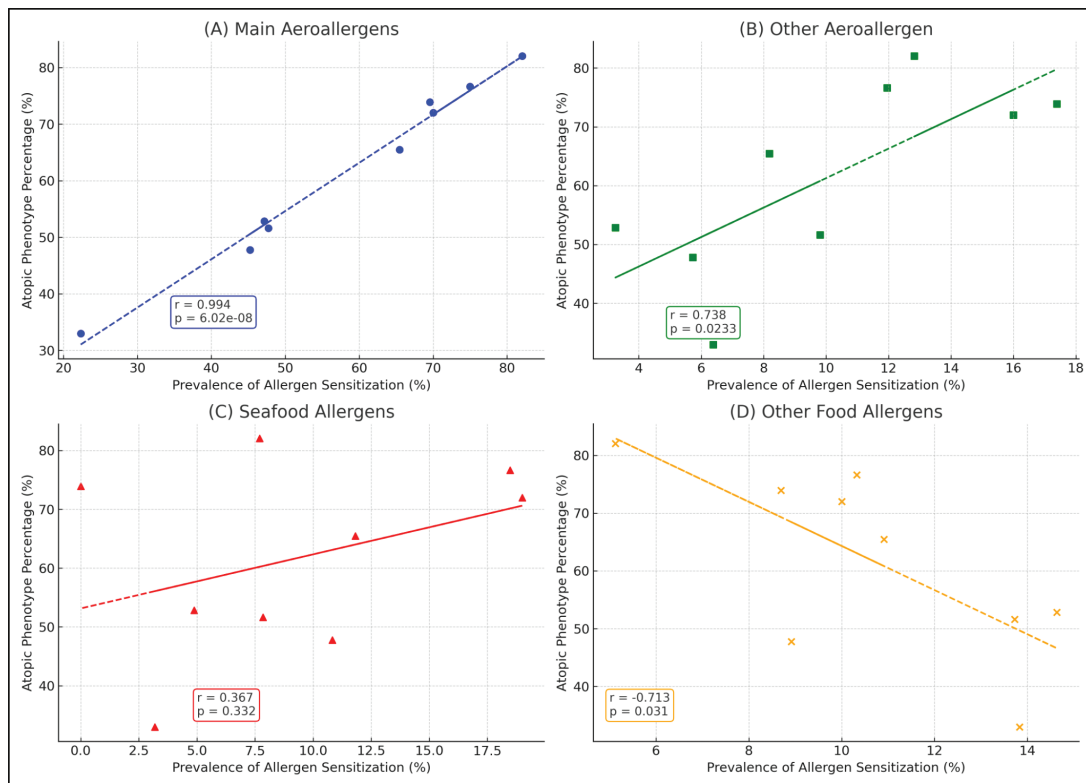 (A) Main Aeroallergens
Atopic Phenotype Percentage (%)
80
70
60
50
40
30
r = 0.994
p = 6.02e-08
20 30 40 50 60 70 80
Prevalence of Allergen Sensitization (%)
(B) Other Aeroallergen
Atopic Phenotype Percentage (%)
80
70
60
50
40
r = 0.738
p = 0.0233
4 6 8 10 12 14 16 18
Prevalence of Allergen Sensitization (%)
(C) Seafood Allergens
Atopic Phenotype Percentage (%)
80
70
60
50
40
r = 0.367
p = 0.332
0.0 2.5 5.0 7.5 10.0 12.5 15.0 17.5
Prevalence of Allergen Sensitization (%)
(D) Other Food Allergens
Atopic Phenotype Percentage (%)
80
70
60
50
40
r = -0.713
p = 0.031
6 8 10 12 14
Prevalence of Allergen Sensitization (%)